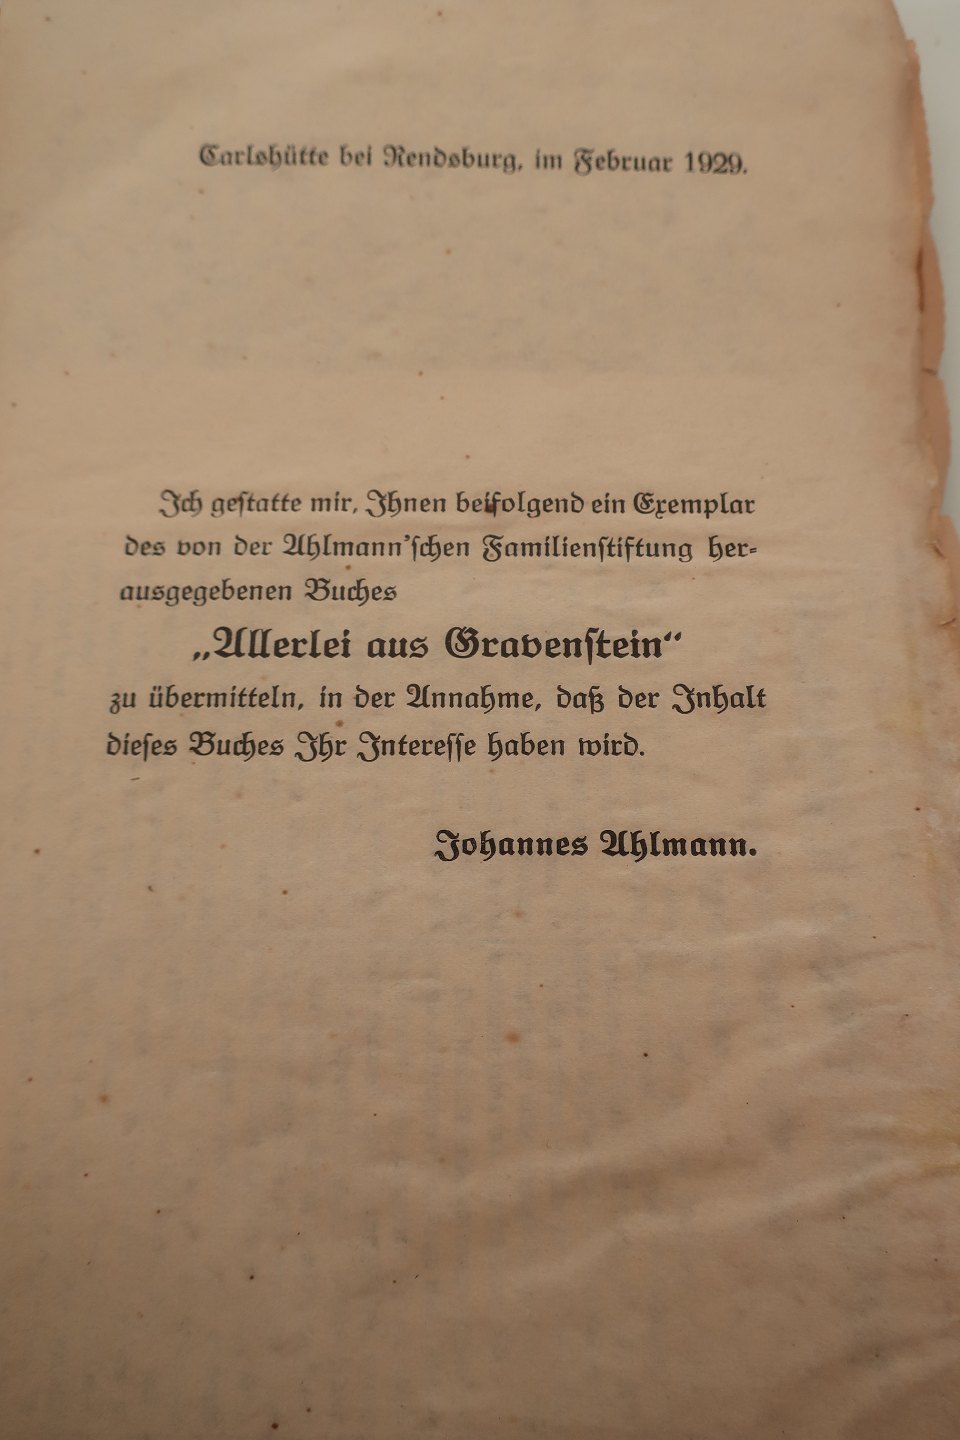 Carlshütte bei Rendsburg, im Februar 1929.
Ich geſtatte mir, Ihnen beifolgend ein Exemplar
des von der Ahlmann'ſchen Familienſtiftung her-
ausgegebenen Buches
„Allerlei aus Gravenſtein“
zu übermitteln, in der Annahme, daß der Inhalt
dieſes Buches Ihr Intereſſe haben wird.
Johannes Ahlmann.